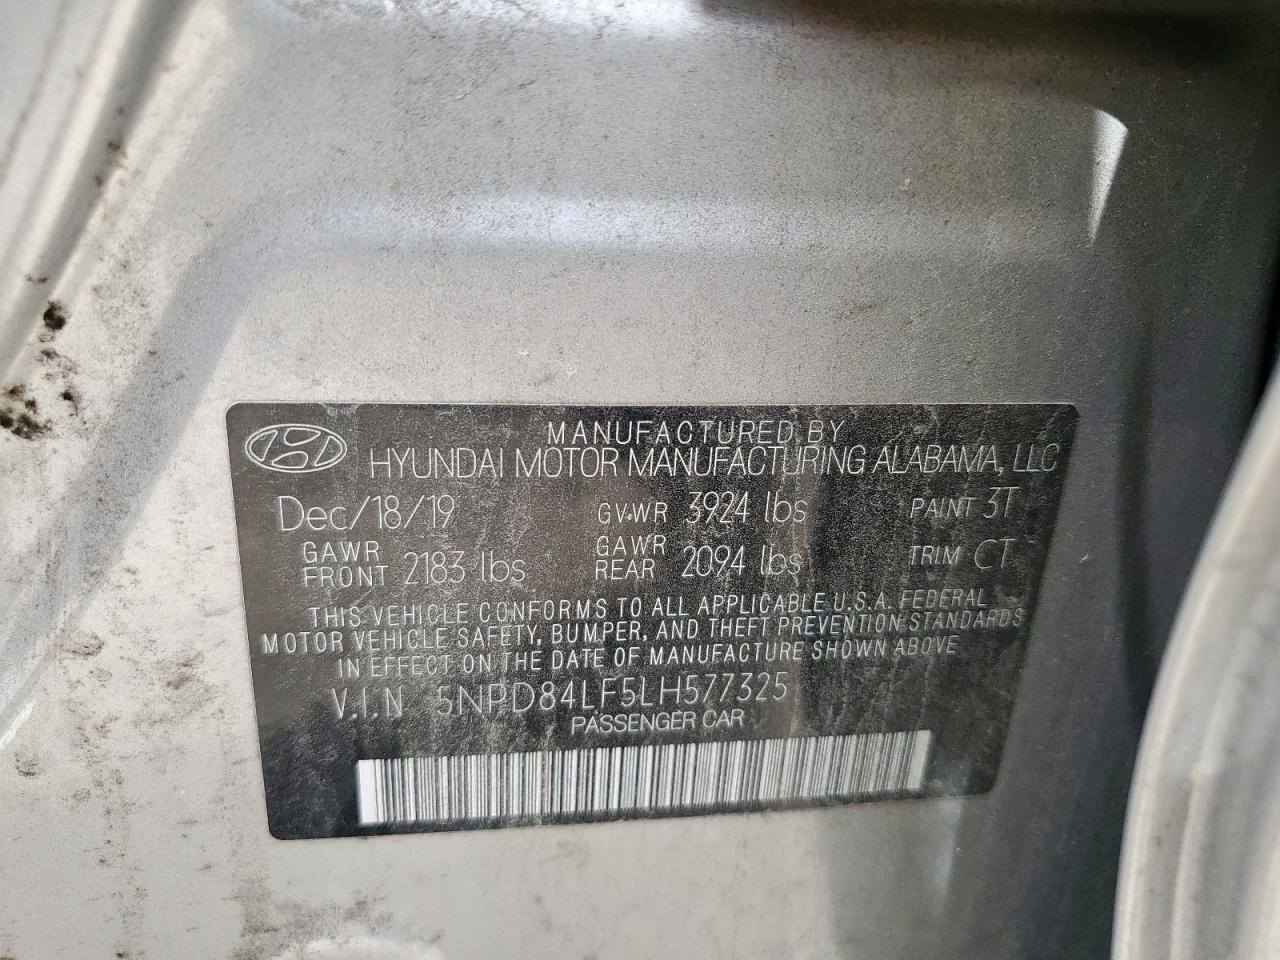 MANUFACTURED BY
HYUNDAI MOTOR MANUFACTURING ALABAMA, LLC
Dec/18/19 GVWR 3924 lbs PAINT 3T
GAWR FRONT 2183 lbs GAWR REAR 2094 lbs TRIM CT
THIS VEHICLE CONFORMS TO ALL APPLICABLE U.S.A. FEDERAL
MOTOR VEHICLE SAFETY, BUMPER, AND THEFT PREVENTION STANDARDS
IN EFFECT ON THE DATE OF MANUFACTURE SHOWN ABOVE
V.I.N 5NPD84LF5LH577325
PASSENGER CAR